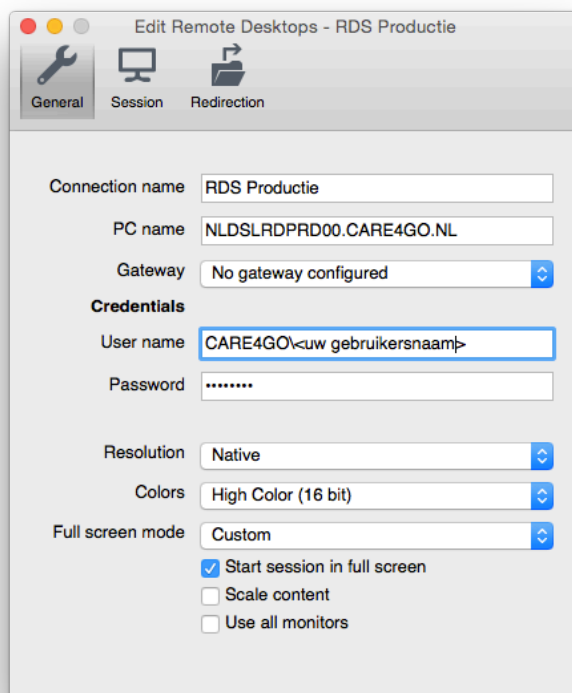 Edit Remote Desktops - RDS Productie
General Session Redirection
Connection name RDS Productie
PC name NLDSLRDPRD00.CARE4GO.NL
Gateway No gateway configured
Credentials
User name CARE4GO\<uw gebruikersnaam>
Password ••••••••
Resolution Native
Colors High Color (16 bit)
Full screen mode Custom
Start session in full screen
Scale content
Use all monitors